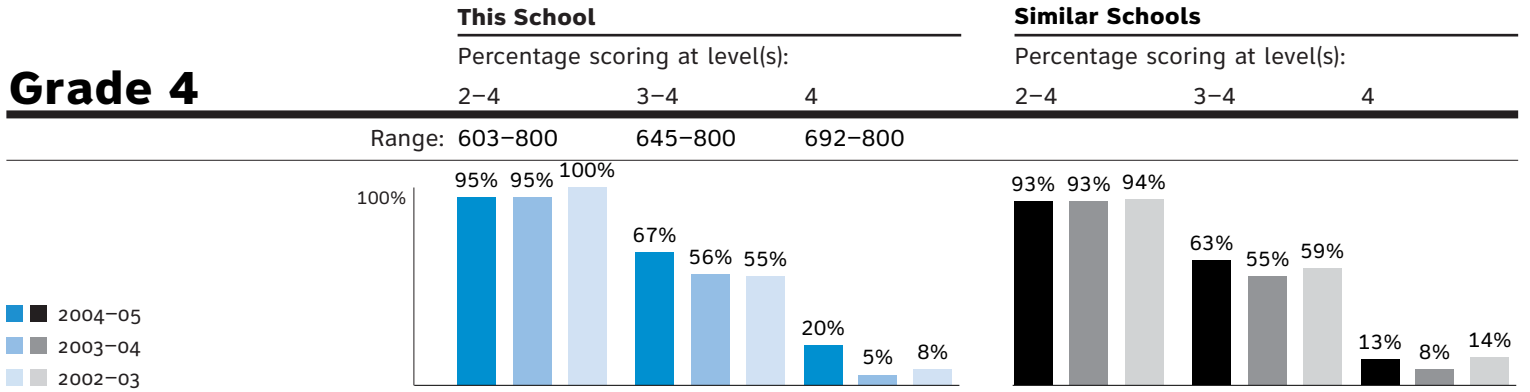 This School
Similar Schools
Percentage scoring at level(s):
Percentage scoring at level(s):
Grade 4
2–4 3–4 4
2–4 3–4 4
Range: 603–800 645–800 692–800
100%
95% 95% 100%
67% 56% 55%
20% 5% 8%
93% 93% 94%
63% 55% 59%
13% 8% 14%
2004–05
2003–04
2002–03